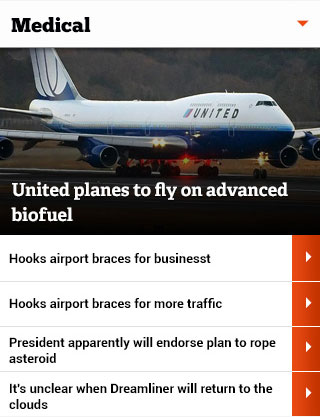 Medical
UNITED
United planes to fly on advanced
biofuel
Hooks airport braces for businesst
Hooks airport braces for more traffic
President apparently will endorse plan to rope
asteroid
It's unclear when Dreamliner will return to the
clouds